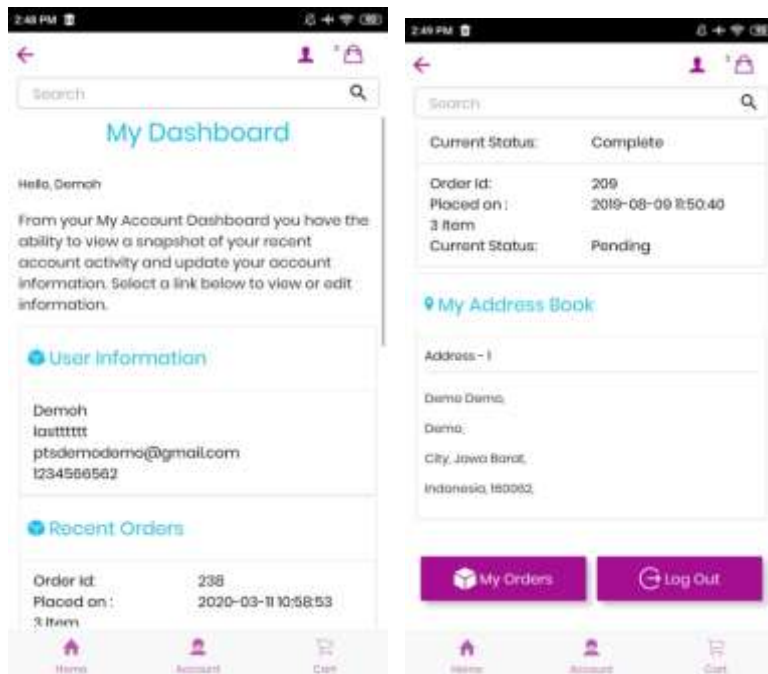 2:48 PM
Search
My Dashboard
Hello, Demoh
From your My Account Dashboard you have the
ability to view a snapshot of your recent
account activity and update your account
information. Select a link below to view or edit
information.
User Information
Demoh
lastttttt
ptsdemodemo@gmail.com
1234566562
Recent Orders
Order id: 238
Placed on : 2020-03-11 10:58:53
3 Item
Home Account Cart
2:49 PM
Search
Current Status: Complete
Order Id: 209
Placed on : 2019-08-09 11:50:40
3 Item
Current Status: Pending
My Address Book
Address - 1
Demo Demo,
Demo,
City, Jawa Barat,
Indonesia, 160062,
My Orders Log Out
Home Account Cart